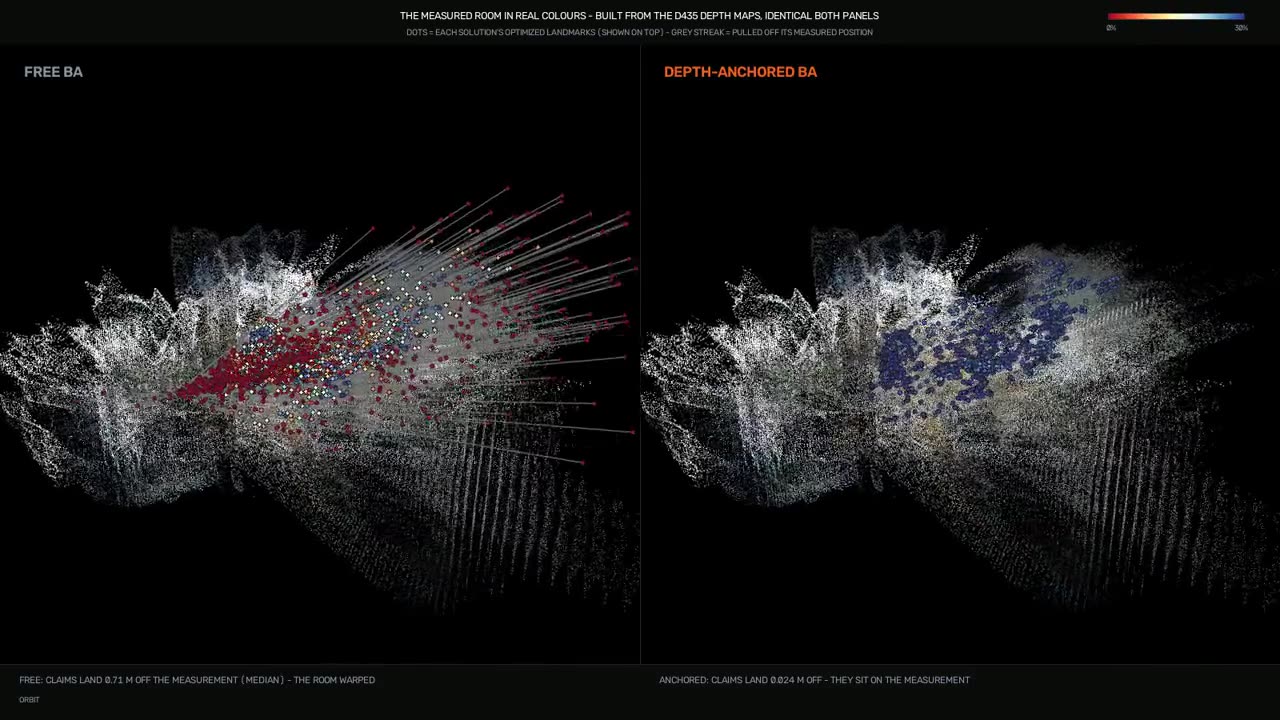 THE MEASURED ROOM IN REAL COLOURS - BUILT FROM THE D435 DEPTH MAPS, IDENTICAL BOTH PANELS
DOTS = EACH SOLUTION'S OPTIMIZED LANDMARKS (SHOWN ON TOP) - GREY STREAK = PULLED OFF ITS MEASURED POSITION
0% 30%
FREE BA
DEPTH-ANCHORED BA
FREE: CLAIMS LAND 0.71 M OFF THE MEASUREMENT (MEDIAN) - THE ROOM WARPED
ANCHORED: CLAIMS LAND 0.024 M OFF - THEY SIT ON THE MEASUREMENT
ORBIT